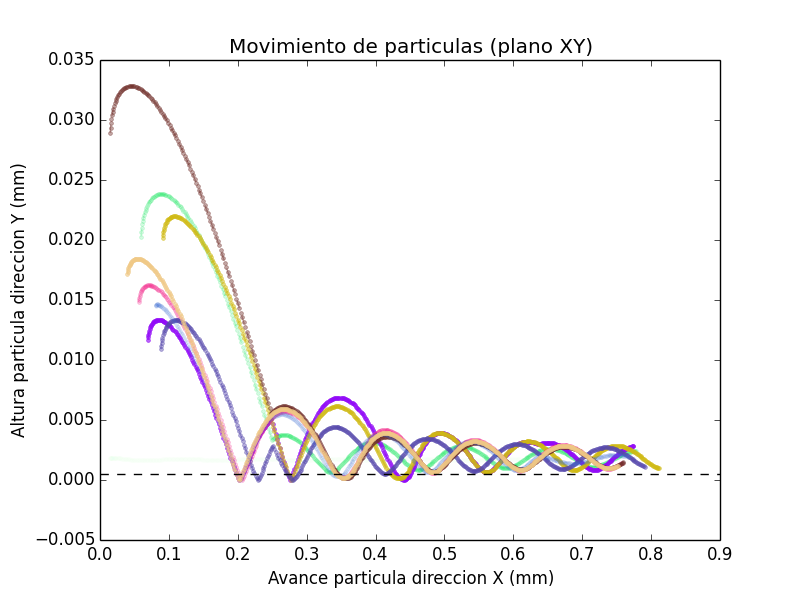 Movimiento de particulas (plano XY)
Altura particula direccion Y (mm)
0.035
0.030
0.025
0.020
0.015
0.010
0.005
0.000
−0.005
0.0 0.1 0.2 0.3 0.4 0.5 0.6 0.7 0.8 0.9
Avance particula direccion X (mm)